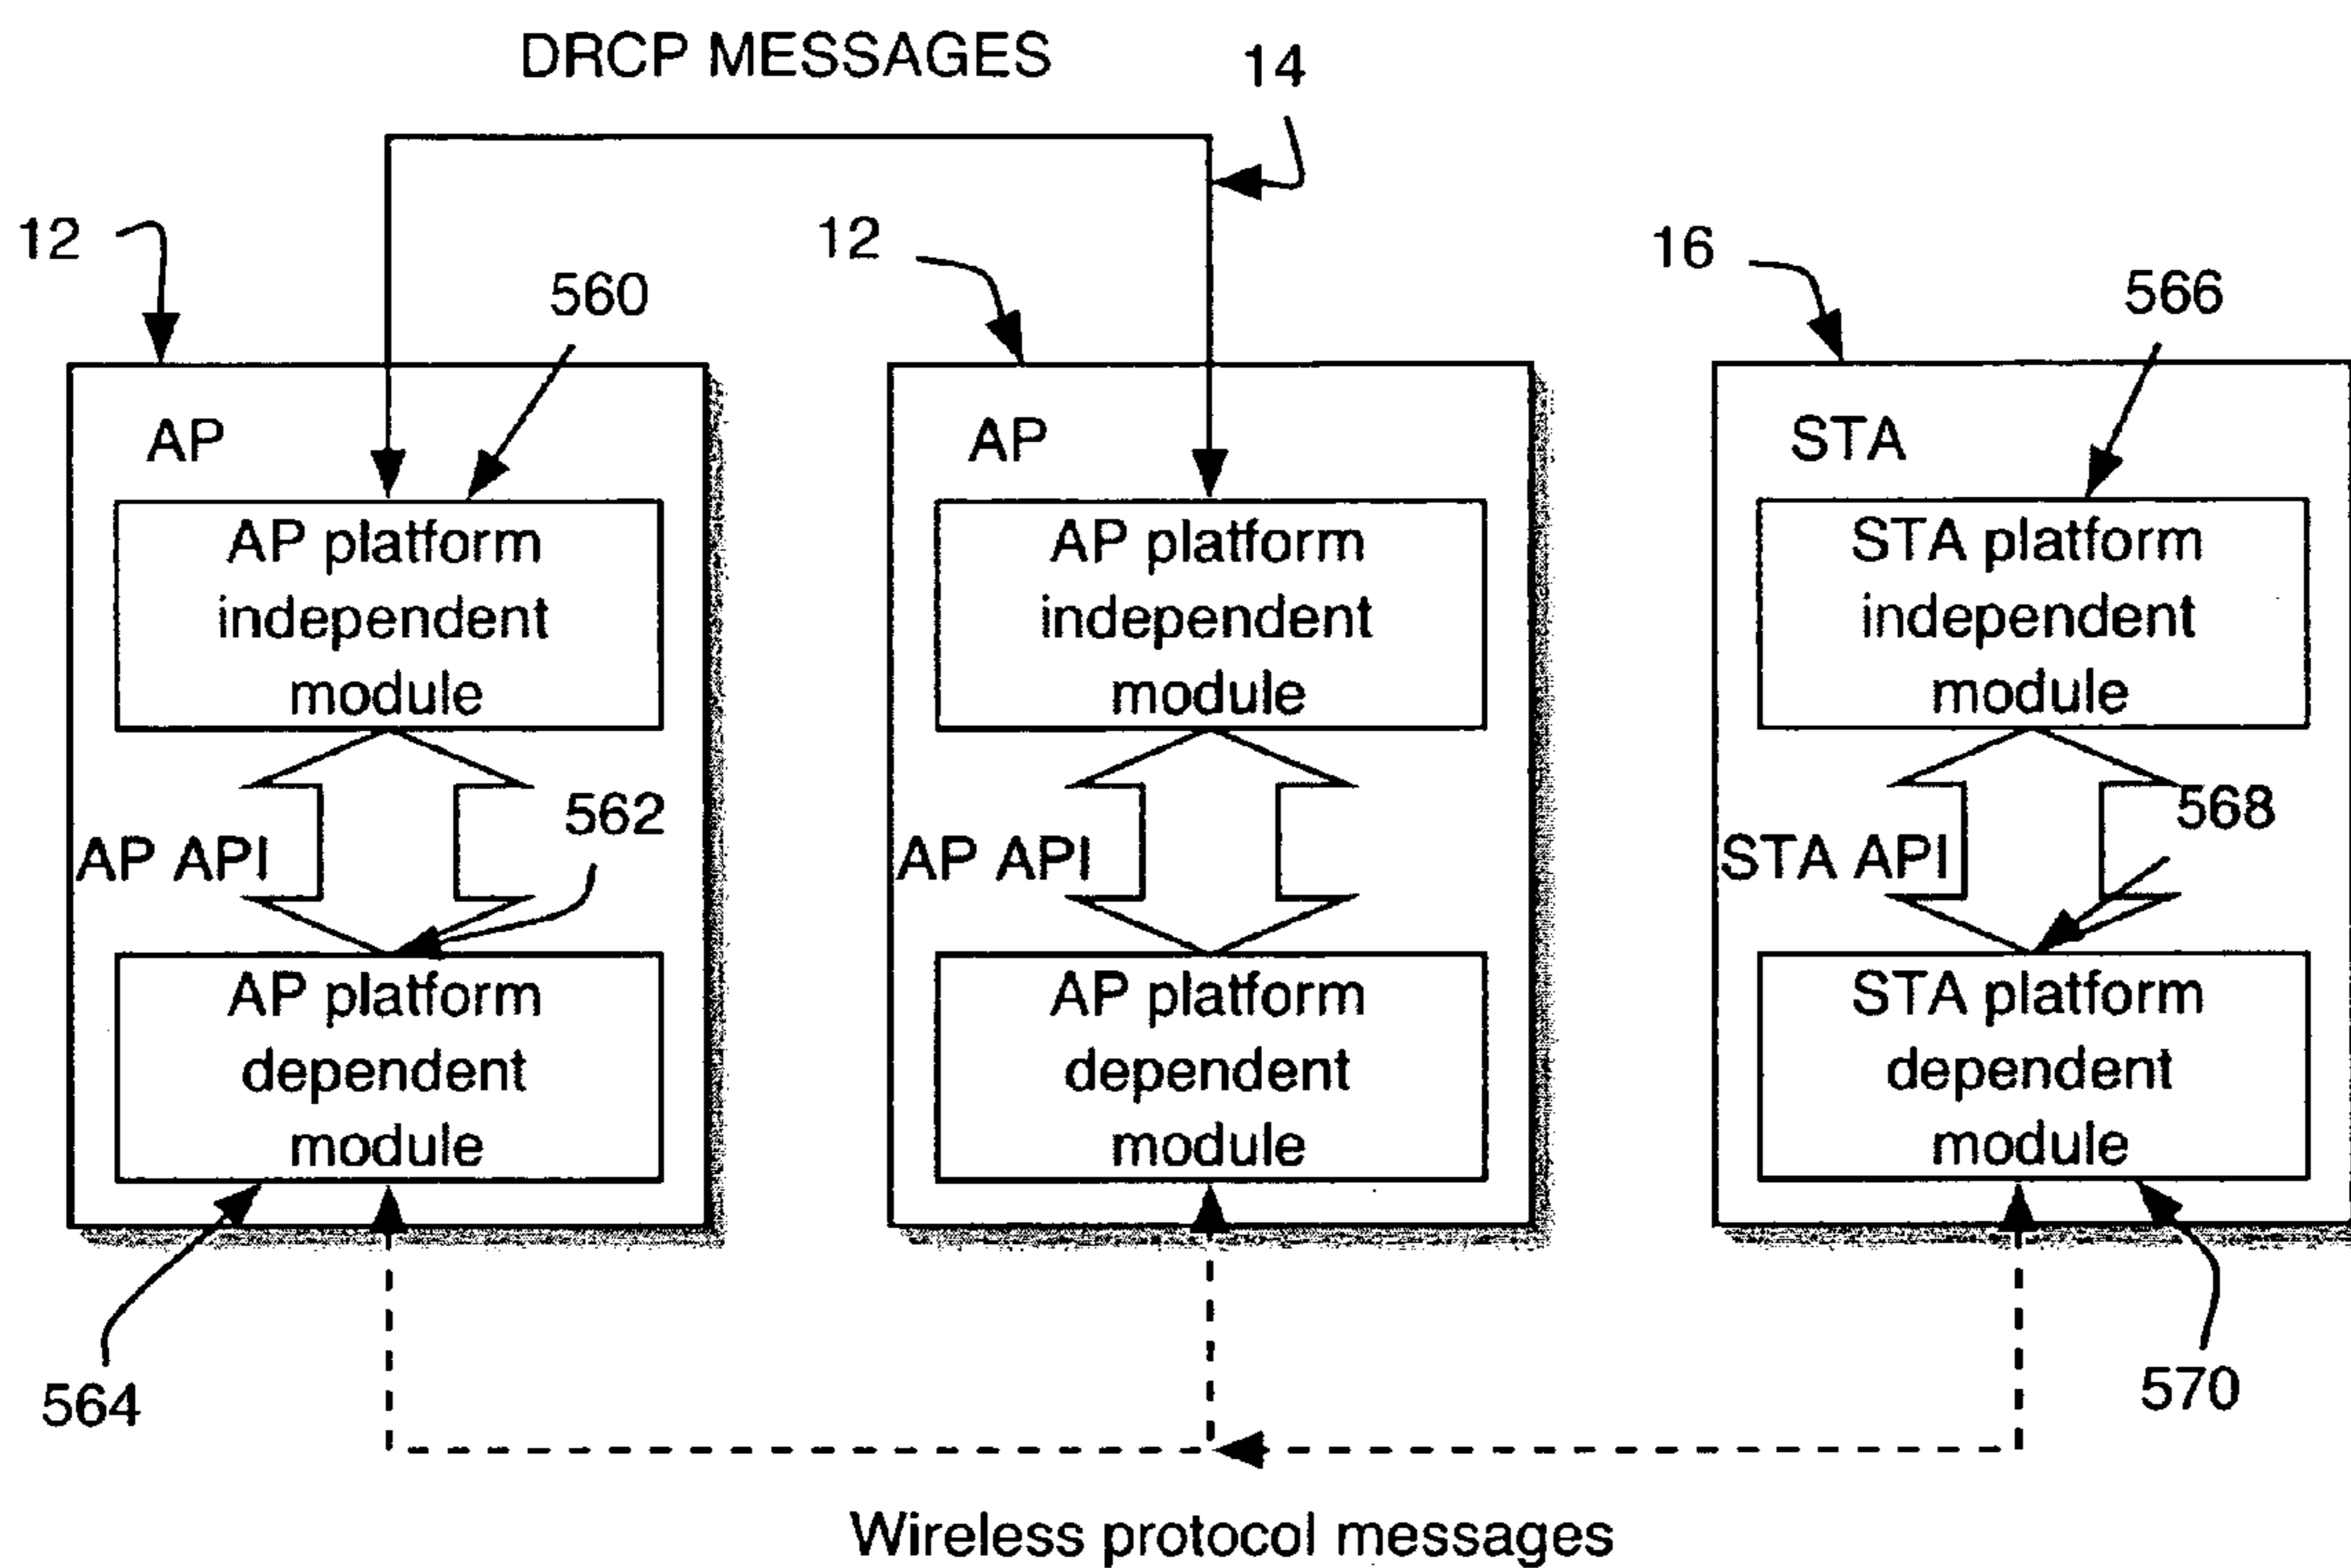 DRCP MESSAGES
14
12
12
16
560
566
AP
AP
STA
AP platform
independent
module
AP platform
independent
module
STA platform
independent
module
562
568
AP API
AP API
STA API
AP platform
dependent
module
AP platform
dependent
module
STA platform
dependent
module
564
570
Wireless protocol messages